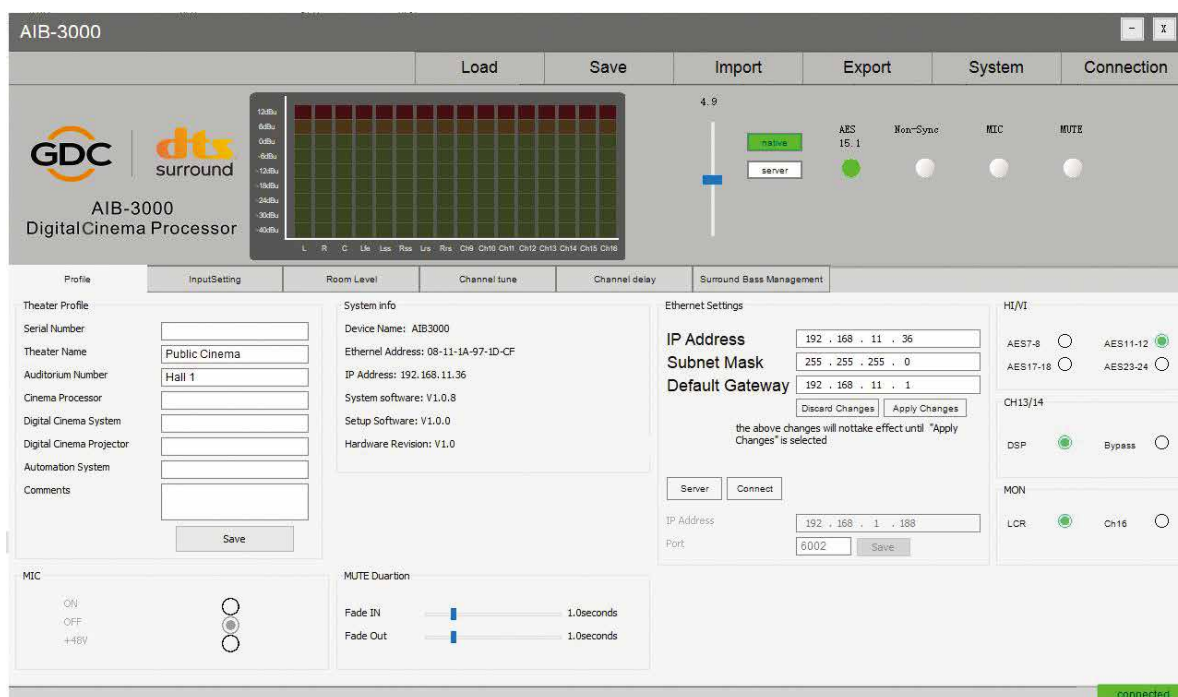 AIB-3000
- X
Load Save Import Export System Connection
GDC
dts
surround
AIB-3000
DigitalCinema Processor
12dBu
6dBu
0dBu
-6dBu
-12dBu
-18dBu
-24dBu
-30dBu
-40dBu
L R C Lfe Lss Rss Lrs Rrs Ch9 Ch10 Ch11 Ch12 Ch13 Ch14 Ch15 Ch16
4.9
native
server
AES Non-Sync MIC MUTE
15.1
Profile InputSetting Room Level Channel tune Channel delay Surround Bass Management
Theater Profile
Serial Number
Theater Name Public Cinema
Auditorium Number Hall 1
Cinema Processor
Digital Cinema System
Digital Cinema Projector
Automation System
Comments
Save
System info
Device Name: AIB3000
Ethernet Address: 08-11-1A-97-1D-CF
IP Address: 192.168.11.36
System software: V1.0.8
Setup Software: V1.0.0
Hardware Revision: V1.0
Ethernet Settings
IP Address 192 . 168 . 11 . 36
Subnet Mask 255 . 255 . 255 . 0
Default Gateway 192 . 168 . 11 . 1
Discard Changes Apply Changes
the above changes will nottake effect until "Apply
Changes" is selected
Server Connect
IP Address 192 . 168 . 1 . 188
Port 6002 Save
HI/VI
AES7-8 AES11-12
AES17-18 AES23-24
CH13/14
DSP Bypass
MON
LCR Ch16
MIC
ON
OFF
+48V
MUTE Duartion
Fade IN 1.0seconds
Fade Out 1.0seconds
connected